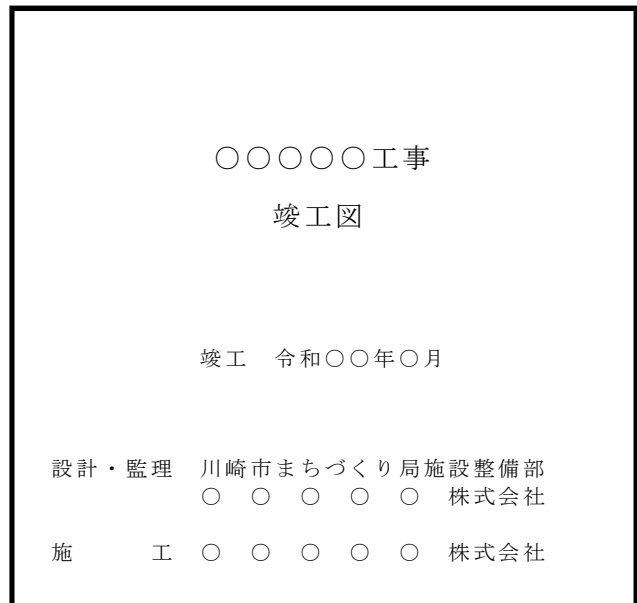 ○○○○○工事
竣工図
竣工　令和○○年○月
設計・監理　川崎市まちづくり局施設整備部
○　○　○　○　○　株式会社
施　　　工　○　○　○　○　○　株式会社